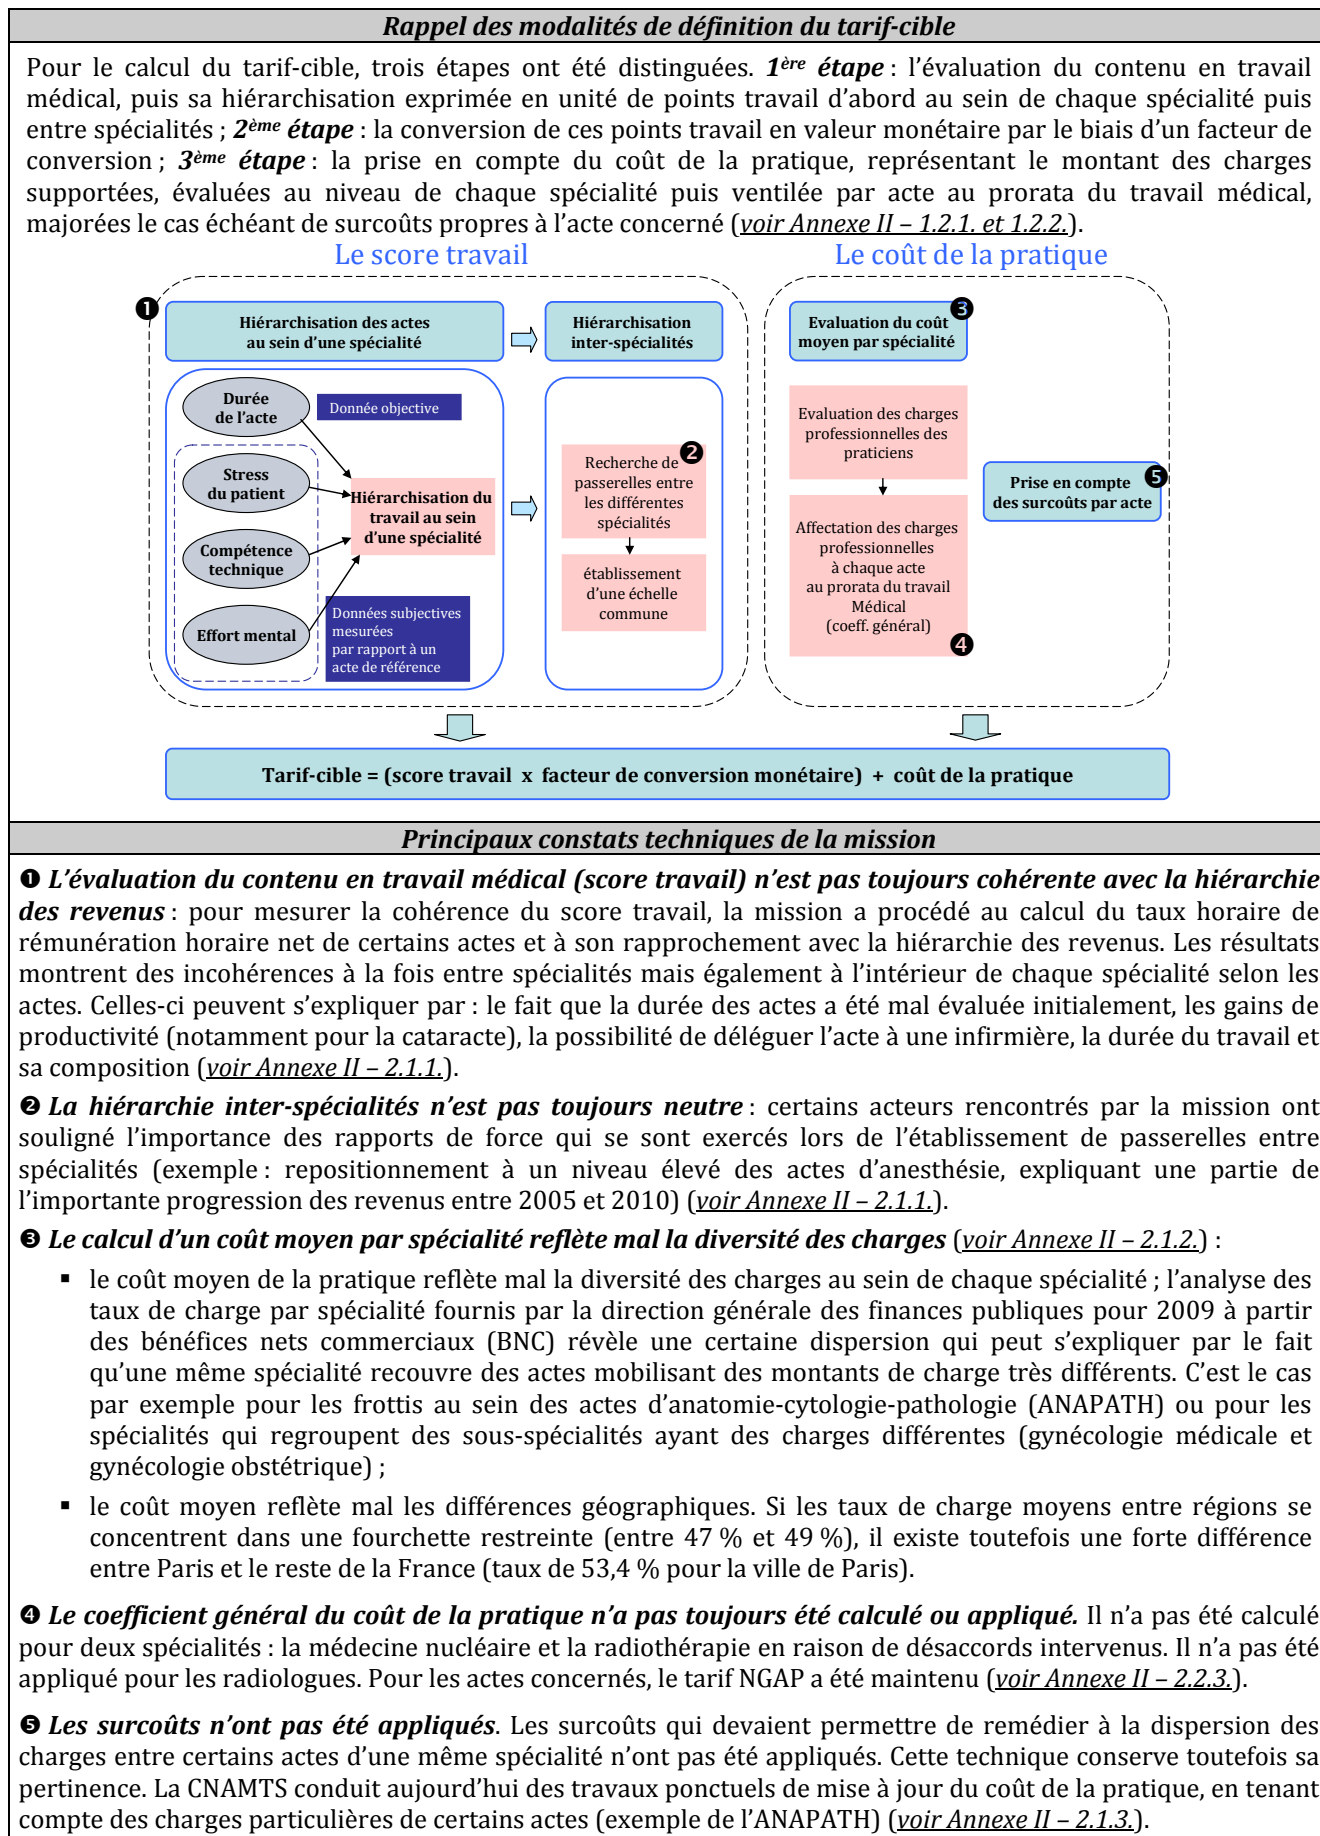 Rappel des modalités de définition du tarif-cible
Pour le calcul du tarif-cible, trois étapes ont été distinguées. 1ère étape : l’évaluation du contenu en travail
médical, puis sa hiérarchisation exprimée en unité de points travail d’abord au sein de chaque spécialité puis
entre spécialités ; 2ème étape : la conversion de ces points travail en valeur monétaire par le biais d’un facteur de
conversion ; 3ème étape : la prise en compte du coût de la pratique, représentant le montant des charges
supportées, évaluées au niveau de chaque spécialité puis ventilée par acte au prorata du travail médical,
majorées le cas échéant de surcoûts propres à l’acte concerné (voir Annexe II – 1.2.1. et 1.2.2.).
Le score travail
❶
Hiérarchisation des actes
au sein d’une spécialité
Hiérarchisation
inter-spécialités
Durée
de l’acte
Donnée objective
Stress
du patient
Compétence
technique
Effort mental
Hiérarchisation du
travail au sein
d’une spécialité
Données subjectives
mesurées
par rapport à un
acte de référence
❷
Recherche de
passerelles entre
les différentes
spécialités
établissement
d’une échelle
commune
Le coût de la pratique
❸
Evaluation du coût
moyen par spécialité
Evaluation des charges
professionnelles des
praticiens
Affectation des charges
professionnelles
à chaque acte
au prorata du travail
Médical
(coeff. général)
❹
❺
Prise en compte
des surcoûts par acte
Tarif-cible = (score travail x facteur de conversion monétaire) + coût de la pratique
Principaux constats techniques de la mission
❶ L’évaluation du contenu en travail médical (score travail) n’est pas toujours cohérente avec la hiérarchie
des revenus : pour mesurer la cohérence du score travail, la mission a procédé au calcul du taux horaire de
rémunération horaire net de certains actes et à son rapprochement avec la hiérarchie des revenus. Les résultats
montrent des incohérences à la fois entre spécialités mais également à l’intérieur de chaque spécialité selon les
actes. Celles-ci peuvent s’expliquer par : le fait que la durée des actes a été mal évaluée initialement, les gains de
productivité (notamment pour la cataracte), la possibilité de déléguer l’acte à une infirmière, la durée du travail et
sa composition (voir Annexe II – 2.1.1.).
❷ La hiérarchie inter-spécialités n’est pas toujours neutre : certains acteurs rencontrés par la mission ont
souligné l’importance des rapports de force qui se sont exercés lors de l’établissement de passerelles entre
spécialités (exemple : repositionnement à un niveau élevé des actes d’anesthésie, expliquant une partie de
l’importante progression des revenus entre 2005 et 2010) (voir Annexe II – 2.1.1.).
❸ Le calcul d’un coût moyen par spécialité reflète mal la diversité des charges (voir Annexe II – 2.1.2.) :
▪ le coût moyen de la pratique reflète mal la diversité des charges au sein de chaque spécialité ; l’analyse des
taux de charge par spécialité fournis par la direction générale des finances publiques pour 2009 à partir
des bénéfices nets commerciaux (BNC) révèle une certaine dispersion qui peut s’expliquer par le fait
qu’une même spécialité recouvre des actes mobilisant des montants de charge très différents. C’est le cas
par exemple pour les frottis au sein des actes d’anatomie-cytologie-pathologie (ANAPATH) ou pour les
spécialités qui regroupent des sous-spécialités ayant des charges différentes (gynécologie médicale et
gynécologie obstétrique) ;
▪ le coût moyen reflète mal les différences géographiques. Si les taux de charge moyens entre régions se
concentrent dans une fourchette restreinte (entre 47 % et 49 %), il existe toutefois une forte différence
entre Paris et le reste de la France (taux de 53,4 % pour la ville de Paris).
❹ Le coefficient général du coût de la pratique n’a pas toujours été calculé ou appliqué. Il n’a pas été calculé
pour deux spécialités : la médecine nucléaire et la radiothérapie en raison de désaccords intervenus. Il n’a pas été
appliqué pour les radiologues. Pour les actes concernés, le tarif NGAP a été maintenu (voir Annexe II – 2.2.3.).
❺ Les surcoûts n’ont pas été appliqués. Les surcoûts qui devaient permettre de remédier à la dispersion des
charges entre certains actes d’une même spécialité n’ont pas été appliqués. Cette technique conserve toutefois sa
pertinence. La CNAMTS conduit aujourd’hui des travaux ponctuels de mise à jour du coût de la pratique, en tenant
compte des charges particulières de certains actes (exemple de l’ANAPATH) (voir Annexe II – 2.1.3.).